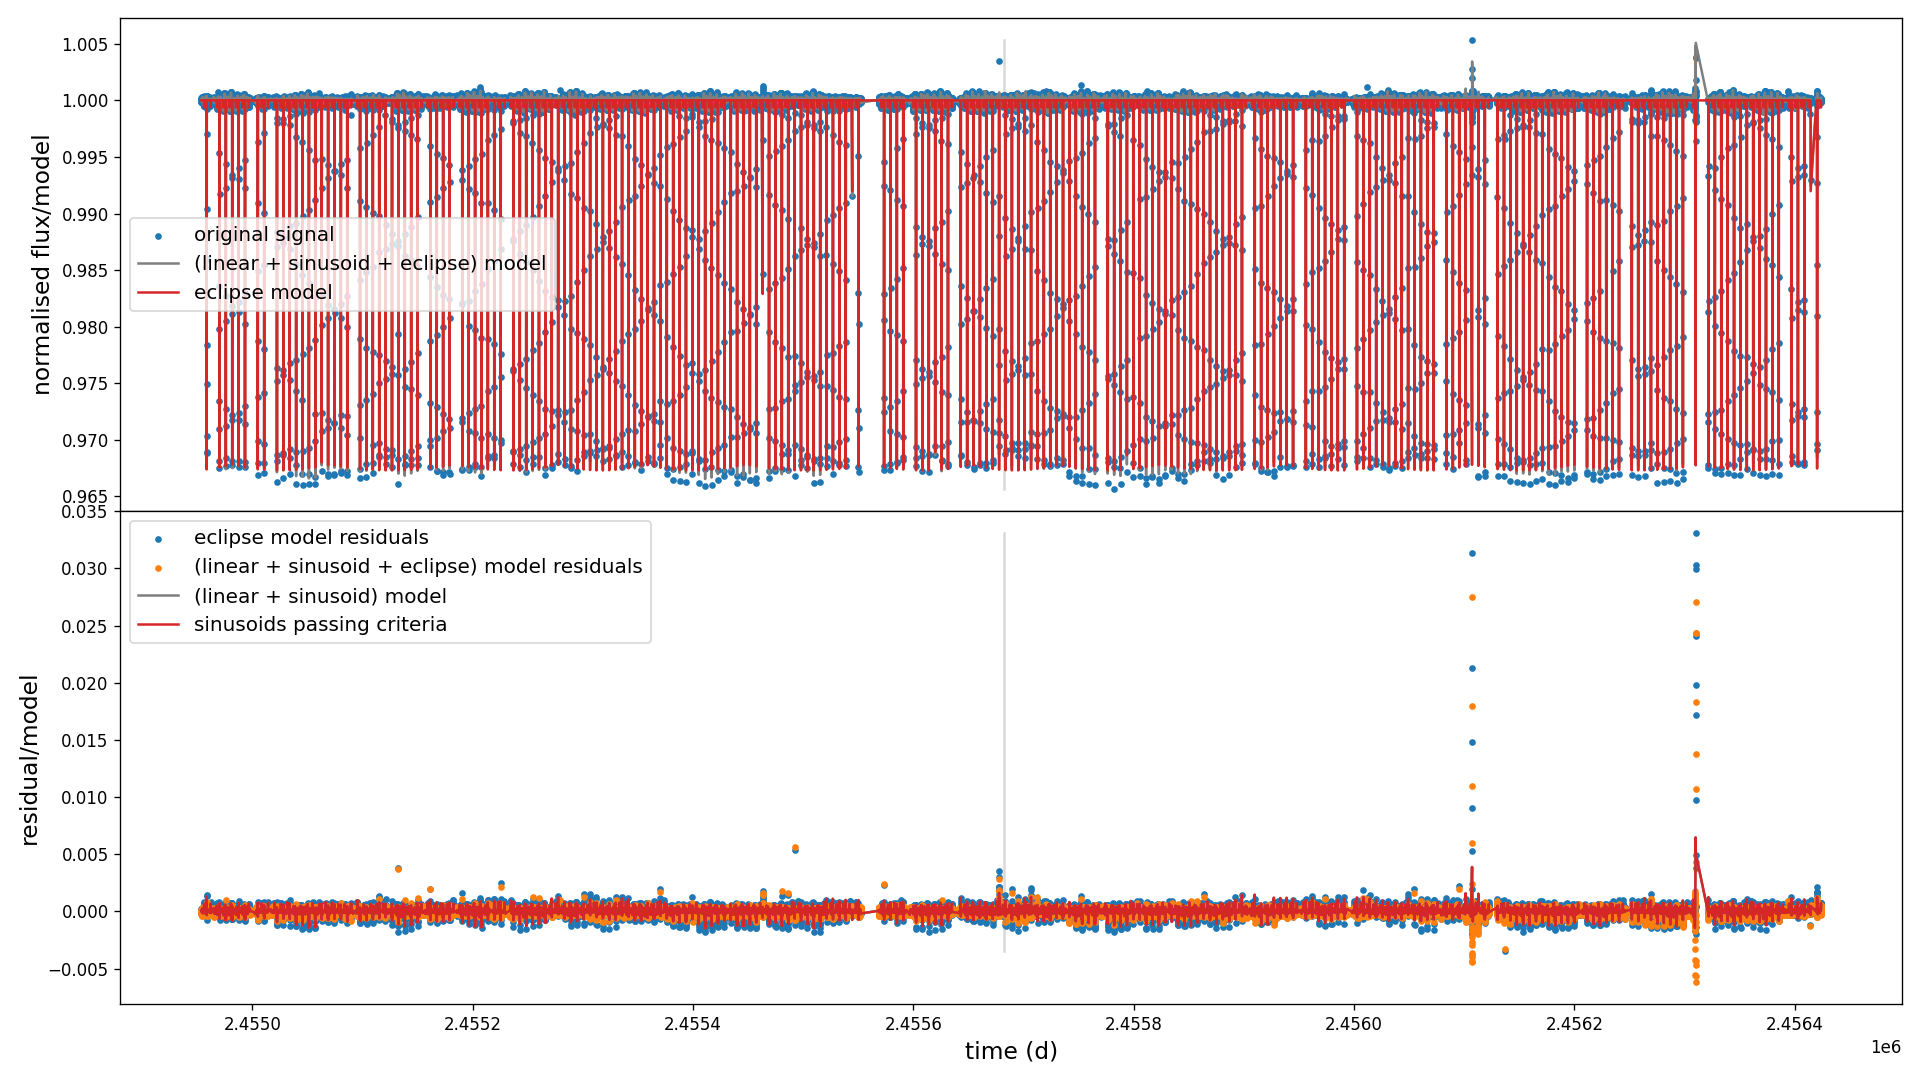 1.005
1.000
0.995
0.990
0.985
0.980
0.975
0.970
0.965
normalised flux/model
original signal
(linear + sinusoid + eclipse) model
eclipse model
0.035
0.030
0.025
0.020
0.015
0.010
0.005
0.000
−0.005
residual/model
eclipse model residuals
(linear + sinusoid + eclipse) model residuals
(linear + sinusoid) model
sinusoids passing criteria
2.4550 2.4552 2.4554 2.4556 2.4558 2.4560 2.4562 2.4564
time (d)
1e6